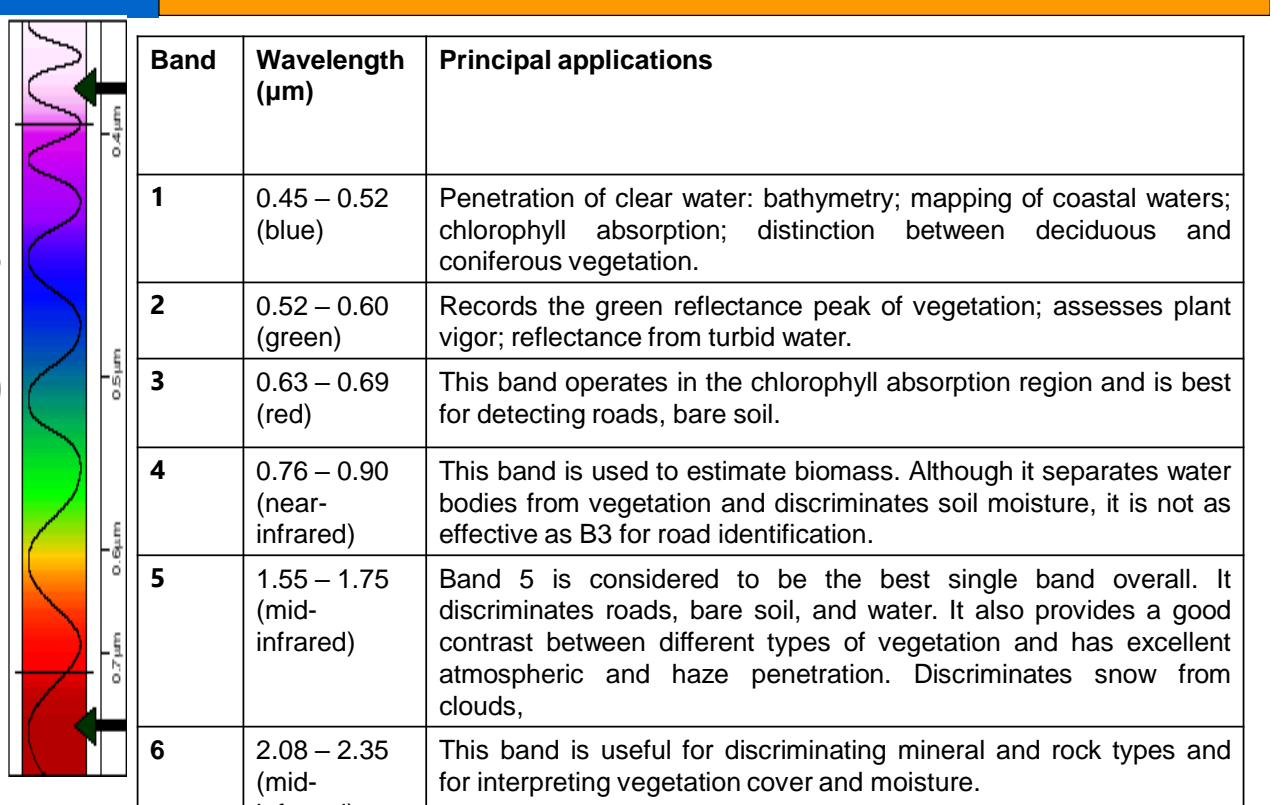 0.4µm
0.5µm
0.6µm
0.7µm
Band Wavelength (µm) Principal applications
1 0.45 – 0.52 (blue) Penetration of clear water: bathymetry; mapping of coastal waters;
chlorophyll absorption; distinction between deciduous and
coniferous vegetation.
2 0.52 – 0.60 (green) Records the green reflectance peak of vegetation; assesses plant
vigor; reflectance from turbid water.
3 0.63 – 0.69 (red) This band operates in the chlorophyll absorption region and is best
for detecting roads, bare soil.
4 0.76 – 0.90 (near-infrared) This band is used to estimate biomass. Although it separates water
bodies from vegetation and discriminates soil moisture, it is not as
effective as B3 for road identification.
5 1.55 – 1.75 (mid-infrared) Band 5 is considered to be the best single band overall. It
discriminates roads, bare soil, and water. It also provides a good
contrast between different types of vegetation and has excellent
atmospheric and haze penetration. Discriminates snow from
clouds,
6 2.08 – 2.35 (mid- This band is useful for discriminating mineral and rock types and
for interpreting vegetation cover and moisture.